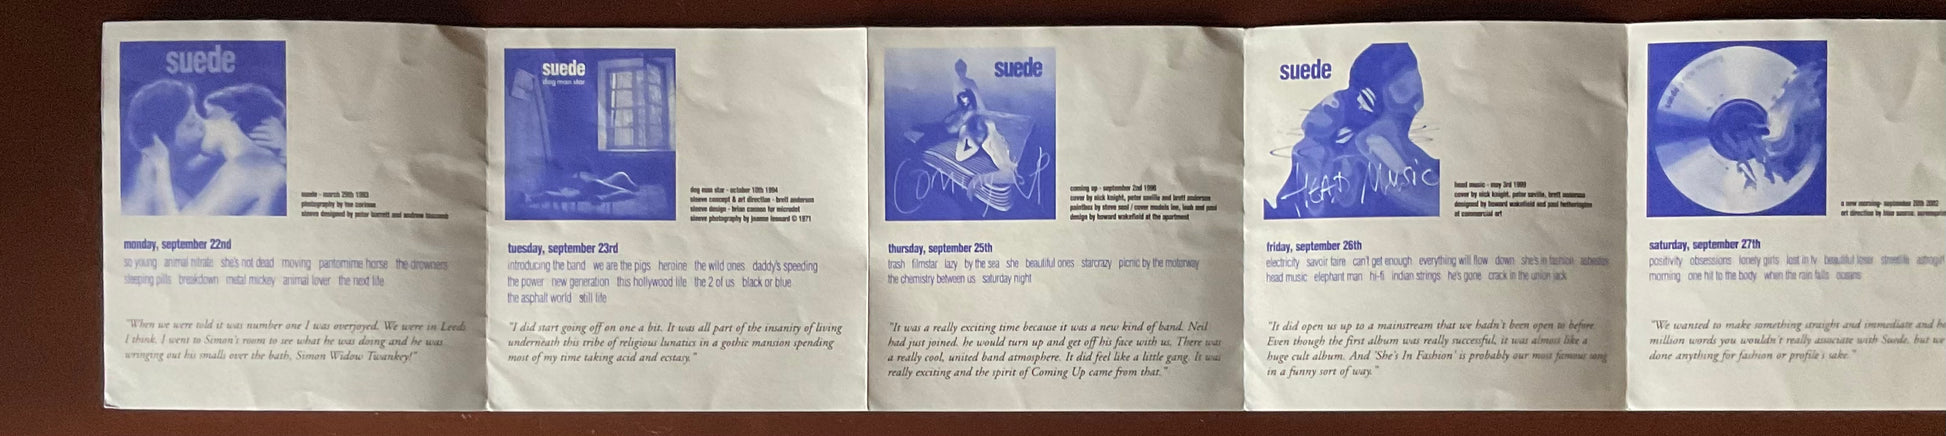 suede
suede - march 29th 1993
photography by tee corinne
sleeve designed by peter barrett and andrew biscomb
monday, september 22nd
so young animal nitrate she's not dead moving pantomime horse the drowners
sleeping pills breakdown metal mickey animal lover the next life
"When we were told it was number one I was overjoyed. We were in Leeds
I think. I went to Simon's room to see what he was doing and he was
wringing out his smalls over the bath, Simon Widow Twankey!"
suede
dog man star
dog man star - october 10th 1994
sleeve concept & art direction - brett anderson
sleeve design - brian cannon for microdot
sleeve photography by joanne leonard © 1971
tuesday, september 23rd
introducing the band we are the pigs heroine the wild ones daddy's speeding
the power new generation this hollywood life the 2 of us black or blue
the asphalt world still life
"I did start going off on one a bit. It was all part of the insanity of living
underneath this tribe of religious lunatics in a gothic mansion spending
most of my time taking acid and ecstasy."
suede
Coming Up
coming up - september 2nd 1996
cover by nick knight, peter saville and brett anderson
paintbox by steve seal / cover models lee, leah and paul
design by howard wakefield at the apartment
thursday, september 25th
trash filmstar lazy by the sea she beautiful ones starcrazy picnic by the motorway
the chemistry between us saturday night
"It was a really exciting time because it was a new kind of band. Neil
had just joined, he would turn up and get off his face with us. There was
a really cool, united band atmosphere. It did feel like a little gang. It was
really exciting and the spirit of Coming Up came from that."
suede
HEAD MUSIC
head music - may 3rd 1999
cover by nick knight, peter saville, brett anderson
designed by howard wakefield and paul hetherington
at commercial art
friday, september 26th
electricity savoir faire can't get enough everything will flow down she's in fashion asbestos
head music elephant man hi-fi indian strings he's gone crack in the union jack
"It did open us up to a mainstream that we hadn't been open to before.
Even though the first album was really successful, it was almost like a
huge cult album. And 'She's In Fashion' is probably our most famous song
in a funny sort of way."
a new morning- september 2002
art direction by
saturday, september 27th
positivity obsessions lonely girls lost in tv beautiful loser streetlife astrogirl
morning one hit to the body when the rain falls oceans
"We wanted to make something straight and immediate and
million words you wouldn't really associate with Suede, but we
done anything for fashion or profile's sake."